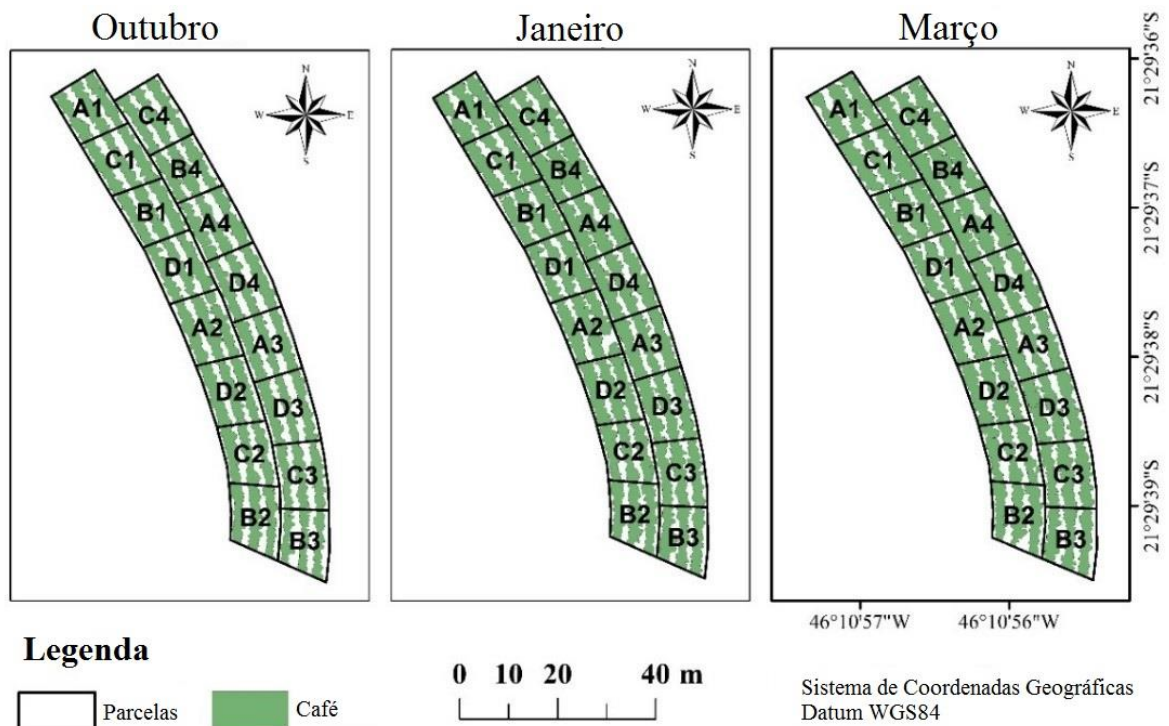 Outubro
Janeiro
Março
N
W E
S
A1
C4
C1
B4
B1
A4
D1
D4
A2
A3
D2
D3
C2
C3
B2
B3
N
W E
S
A1
C4
C1
B4
B1
A4
D1
D4
A2
A3
D2
D3
C2
C3
B2
B3
N
W E
S
A1
C4
C1
B4
B1
A4
D1
D4
A2
A3
D2
D3
C2
C3
B2
B3
21°29'36"S
21°29'37"S
21°29'38"S
21°29'39"S
46°10'57"W 46°10'56"W
Legenda
Parcelas Café
0 10 20 40 m
Sistema de Coordenadas Geográficas
Datum WGS84